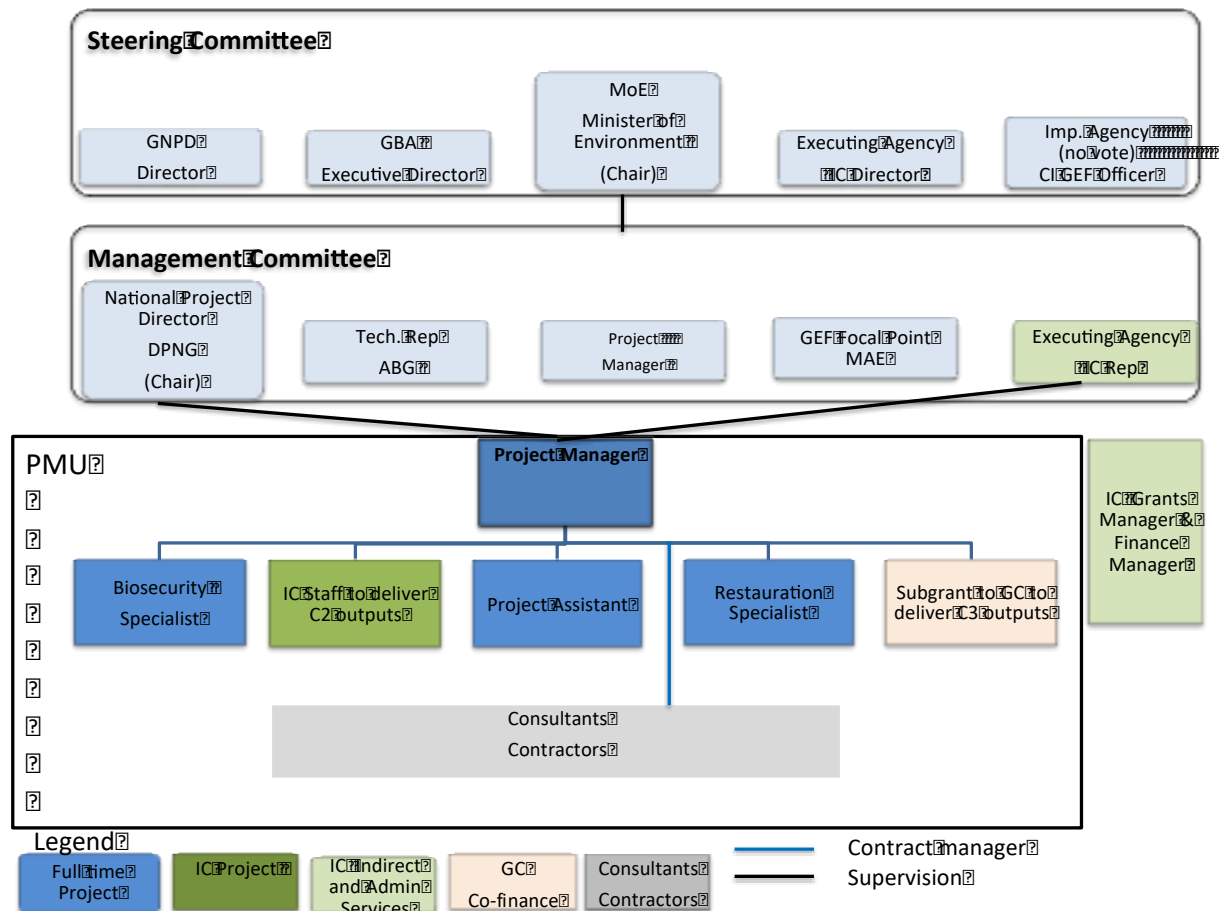 Steering Committee
MoE
Minister of
Environment
(Chair)
GNPD
Director
GBA
Executive Director
Executing Agency
IC Director
Imp. Agency
(no vote)
CI GEF Officer
Management Committee
National Project
Director
DPNG
(Chair)
Tech. Rep
ABG
Project
Manager
GEF Focal Point
MAE
Executing Agency
IC Rep
PMU
Project Manager
IC Grants
Manager &
Finance
Manager
Biosecurity
Specialist
IC Staff to deliver
C2 outputs
Project Assistant
Restauration
Specialist
Subgrant to GC to
deliver C3 outputs
Consultants
Contractors
Legend
Full time
Project
IC Project
IC Indirect
and Admin
Services
GC
Co-finance
Consultants
Contractors
Contract manager
Supervision